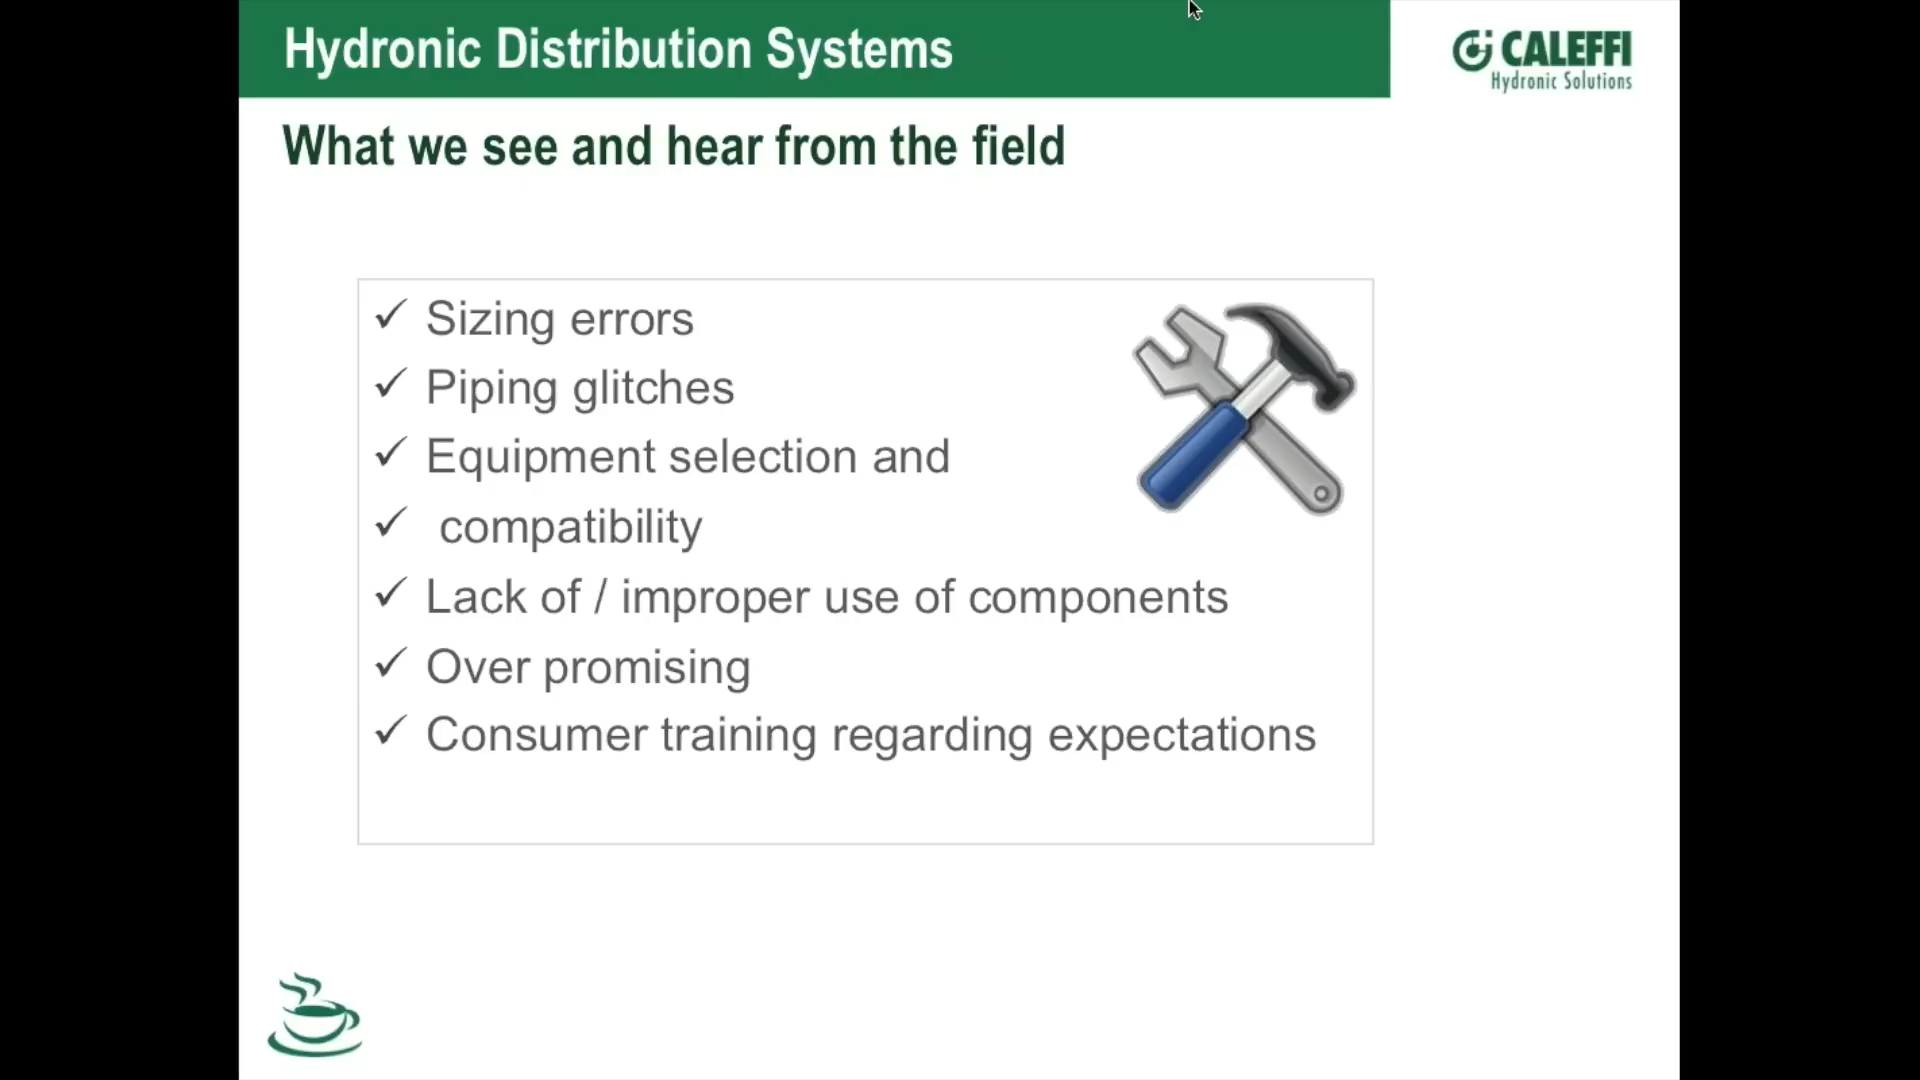 Hydronic Distribution Systems
CALEFFI
Hydronic Solutions
What we see and hear from the field
✓ Sizing errors
✓ Piping glitches
✓ Equipment selection and
✓ compatibility
✓ Lack of / improper use of components
✓ Over promising
✓ Consumer training regarding expectations